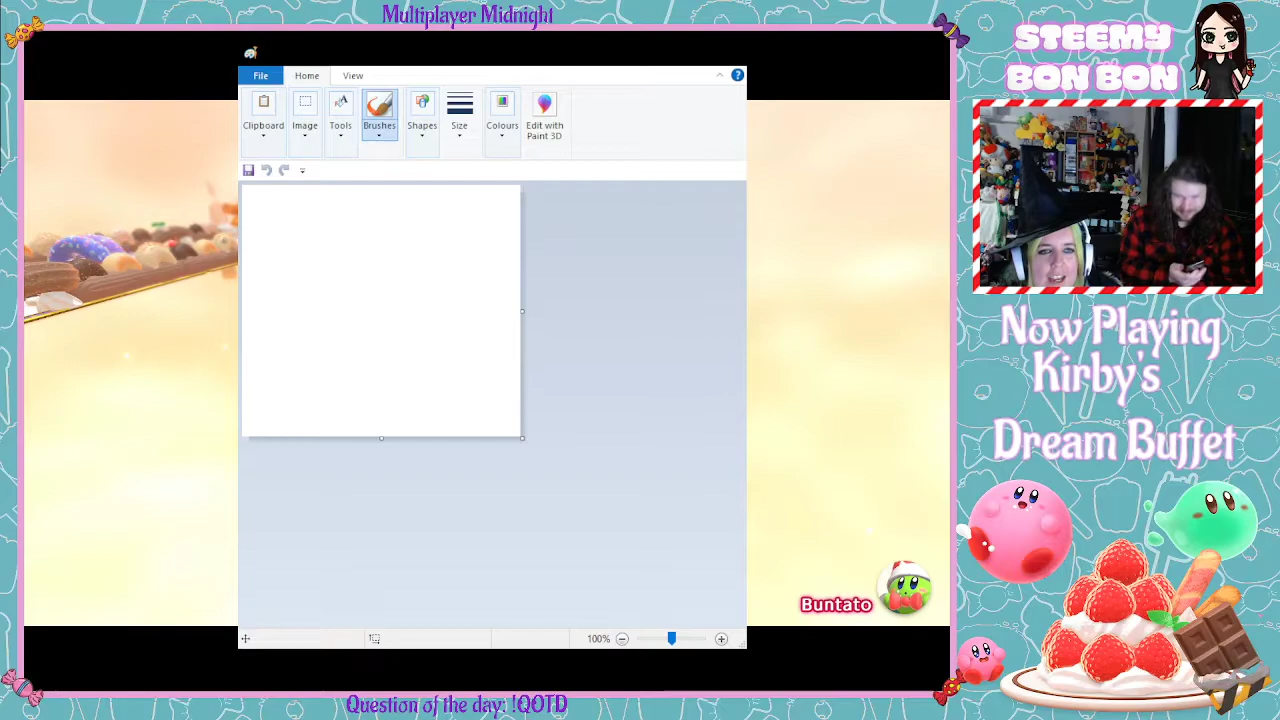 Multiplayer Midnight
STEEMY
BON BON
File Home View
Clipboard Image Tools Brushes Shapes Size Colours Edit with
Paint 3D
Now Playing
Kirby's
Dream Buffet
Buntato
100%
Question of the day: !QOTD